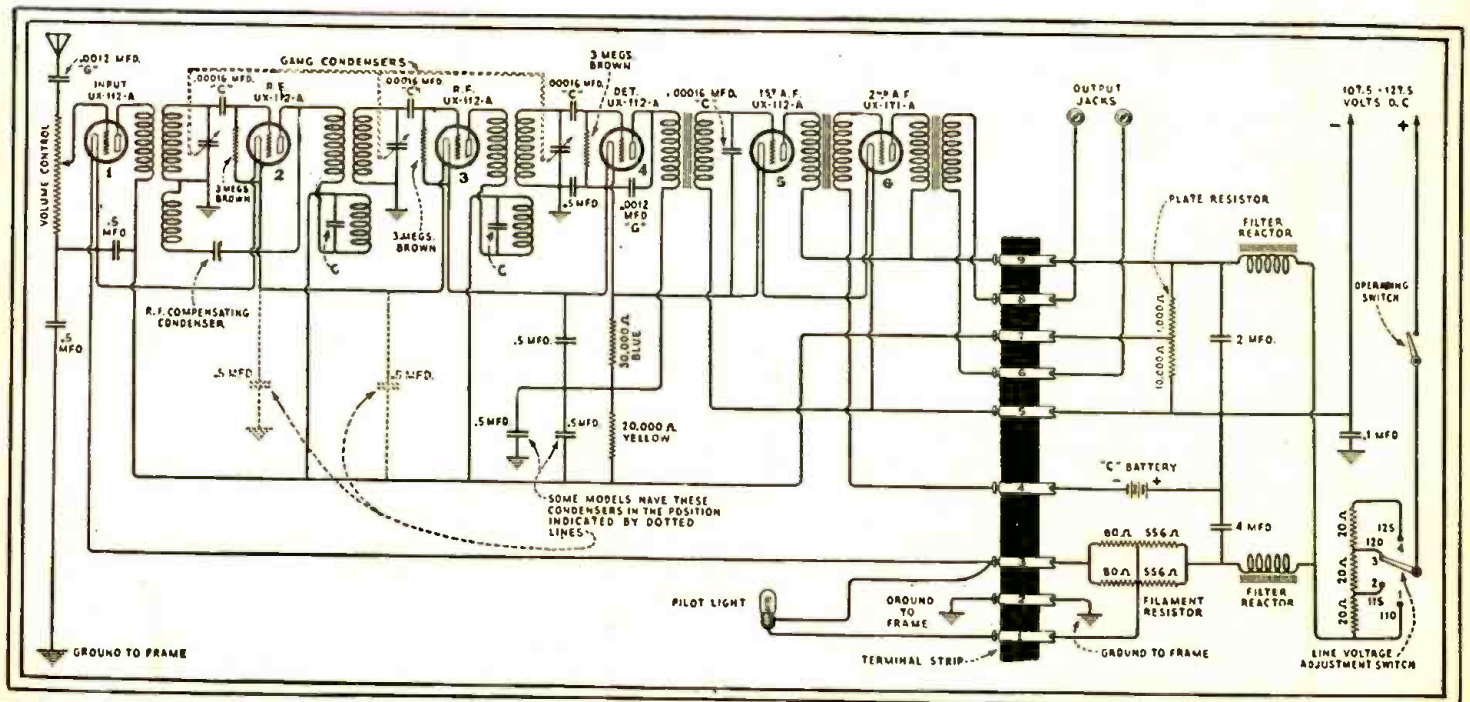 .0012 MFD.
"G"
INPUT
UX-112-A
1
VOLUME CONTROL
.5
MFD
.5
MFD
GANG CONDENSERS
.00016 MFD.
"C"
R.F.
UX-112-A
2
3 MEGS.
BROWN
R.F. COMPENSATING
CONDENSER
C
.00016 MFD.
"C"
R.F.
UX-112-A
3
3 MEGS.
BROWN
C
.00016 MFD.
"C"
3 MEGS.
BROWN
DET.
UX-112-A
4
.5 MFD
.0012
MFD
"G"
.00016 MFD.
"C"
1ST A.F.
UX-112-A
5
2ND A.F.
UX-171-A
6
OUTPUT
JACKS
107.5 - 127.5
VOLTS D.C
-
+
PLATE RESISTOR
FILTER
REACTOR
OPERATING
SWITCH
9
8
7
6
5
4
3
2
1
1,000 Ω
10,000 Ω
2 MFD.
.1 MFD
.5 MFD.
.5 MFD.
.5 MFD.
30,000 Ω
BLUE
20,000 Ω
YELLOW
.5 MFD
.5 MFD
SOME MODELS HAVE THESE
CONDENSERS IN THE POSITION
INDICATED BY DOTTED
LINES
"C" BATTERY
-
+
4 MFD
80 Ω
556 Ω
80 Ω
556 Ω
FILAMENT
RESISTOR
FILTER
REACTOR
20 Ω
20 Ω
20 Ω
125
4
120
3
2
115
1
110
LINE VOLTAGE
ADJUSTMENT SWITCH
PILOT LIGHT
GROUND
TO
FRAME
TERMINAL STRIP
GROUND TO FRAME
GROUND TO FRAME